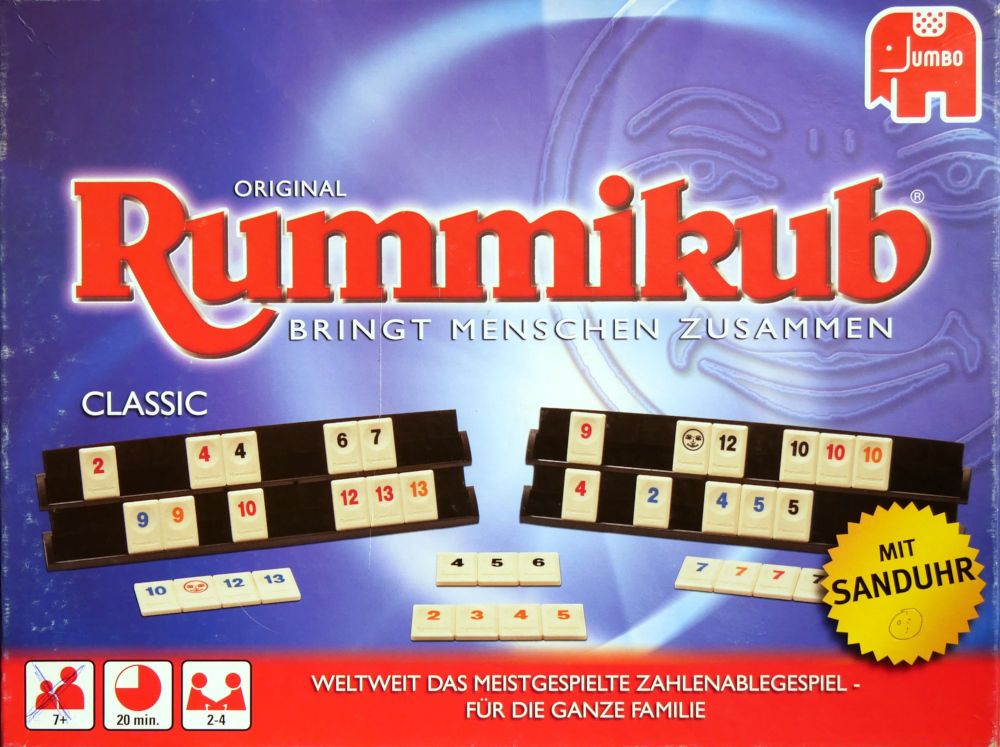 JUMBO
ORIGINAL
Rummikub®
BRINGT MENSCHEN ZUSAMMEN
CLASSIC
2 4 4 6 7
9 9 10 12 13 13
9 12 10 10 10
4 2 4 5 5
10 12 13
4 5 6
2 3 4 5
7 7 7 7
MIT
SANDUHR
7+
20 min.
2-4
WELTWEIT DAS MEISTGESPIELTE ZAHLENABLEGESPIEL -
FÜR DIE GANZE FAMILIE